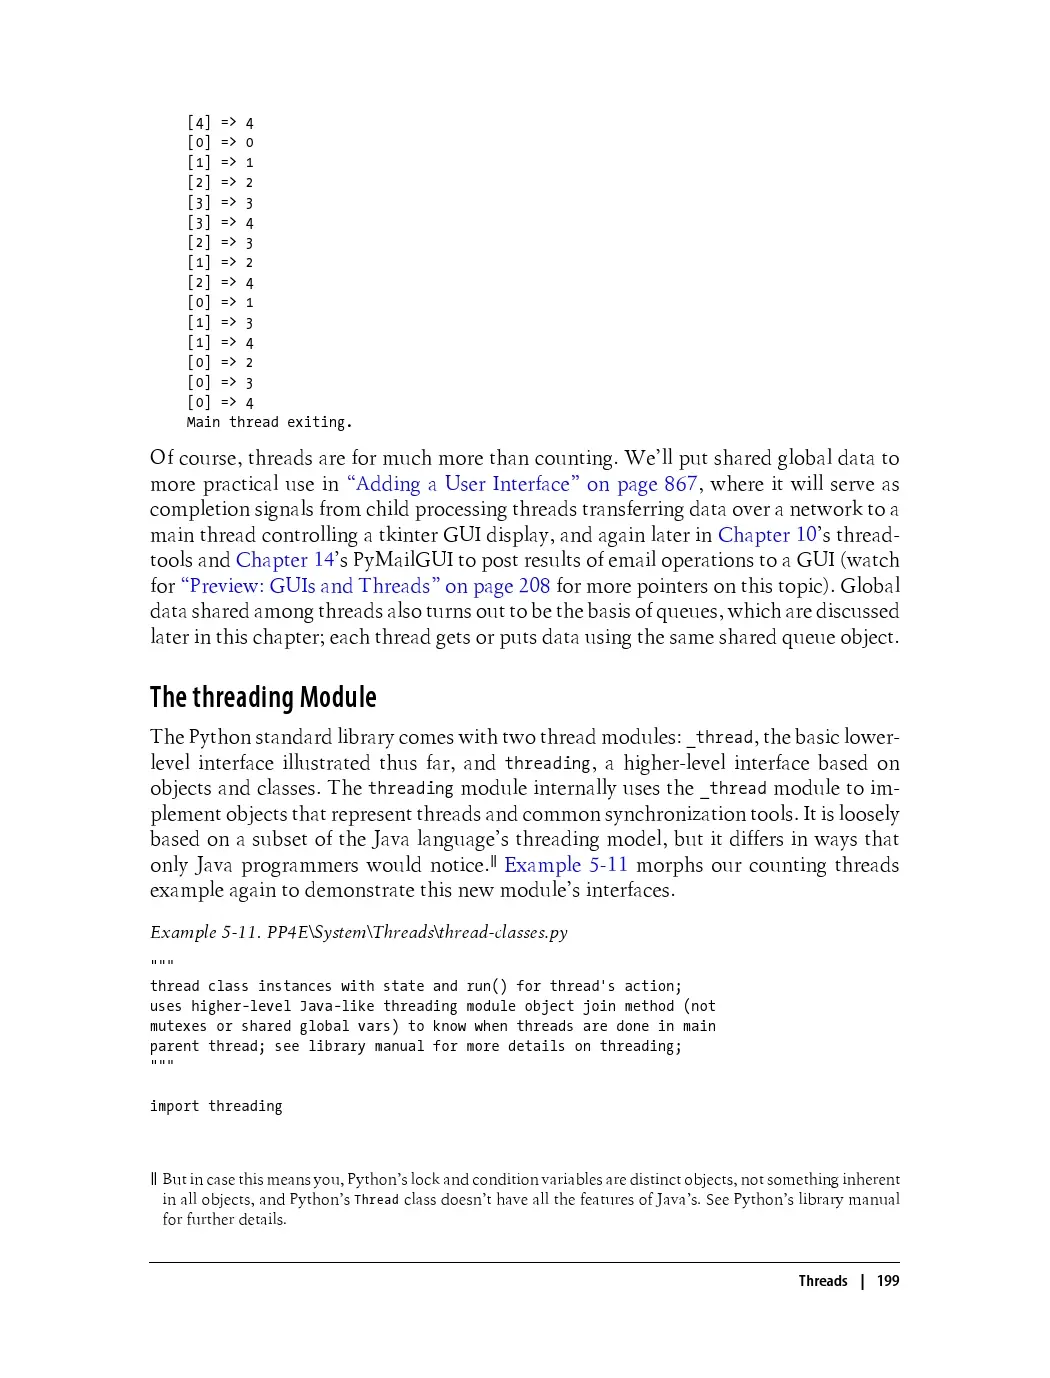 [4] => 4
[0] => 0
[1] => 1
[2] => 2
[3] => 3
[3] => 4
[2] => 3
[1] => 2
[2] => 4
[0] => 1
[1] => 3
[1] => 4
[0] => 2
[0] => 3
[0] => 4
Main thread exiting.
Of course, threads are for much more than counting. We’ll put shared global data to
more practical use in “Adding a User Interface” on page 867, where it will serve as
completion signals from child processing threads transferring data over a network to a
main thread controlling a tkinter GUI display, and again later in Chapter 10’s thread-
tools and Chapter 14’s PyMailGUI to post results of email operations to a GUI (watch
for “Preview: GUIs and Threads” on page 208 for more pointers on this topic). Global
data shared among threads also turns out to be the basis of queues, which are discussed
later in this chapter; each thread gets or puts data using the same shared queue object.
The threading Module
The Python standard library comes with two thread modules: _thread, the basic lower-
level interface illustrated thus far, and threading, a higher-level interface based on
objects and classes. The threading module internally uses the _thread module to im-
plement objects that represent threads and common synchronization tools. It is loosely
based on a subset of the Java language’s threading model, but it differs in ways that
only Java programmers would notice.‖ Example 5-11 morphs our counting threads
example again to demonstrate this new module’s interfaces.
Example 5-11. PP4E\System\Threads\thread-classes.py
"""
thread class instances with state and run() for thread's action;
uses higher-level Java-like threading module object join method (not
mutexes or shared global vars) to know when threads are done in main
parent thread; see library manual for more details on threading;
"""
import threading
‖ But in case this means you, Python’s lock and condition variables are distinct objects, not something inherent
in all objects, and Python’s Thread class doesn’t have all the features of Java’s. See Python’s library manual
for further details.
Threads | 199